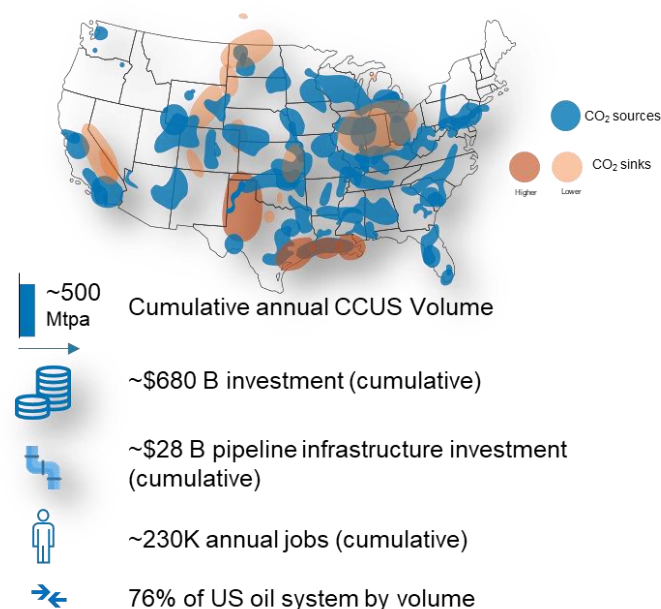 CO₂ sources
CO₂ sinks
Higher Lower
~500
Mtpa
Cumulative annual CCUS Volume
~$680 B investment (cumulative)
~$28 B pipeline infrastructure investment
(cumulative)
~230K annual jobs (cumulative)
76% of US oil system by volume